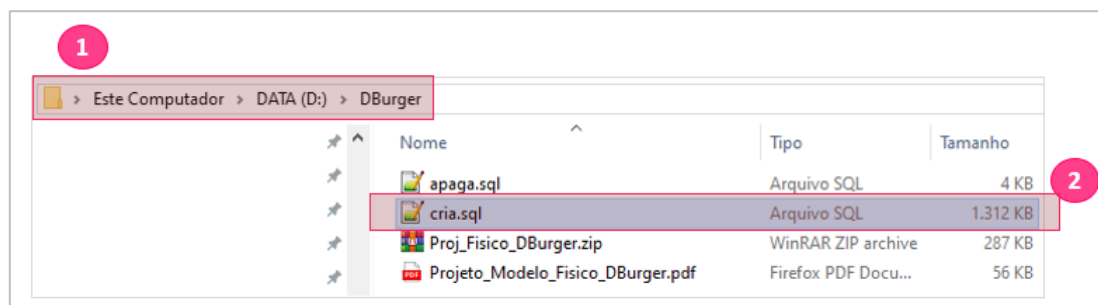 1
Este Computador > DATA (D:) > DBurger
Nome Tipo Tamanho
apaga.sql Arquivo SQL 4 KB
2
cria.sql Arquivo SQL 1.312 KB
Proj_Fisico_DBurger.zip WinRAR ZIP archive 287 KB
Projeto_Modelo_Fisico_DBurger.pdf Firefox PDF Docu... 56 KB